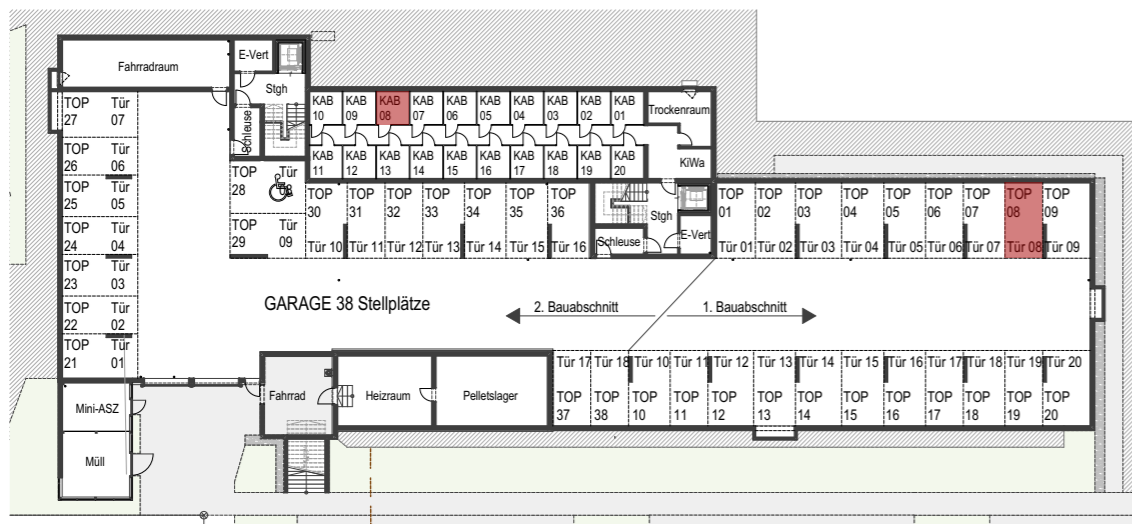 Fahrradraum
E-Vert
Stgh
Schleuse
KAB 10
KAB 09
KAB 08
KAB 07
KAB 06
KAB 05
KAB 04
KAB 03
KAB 02
KAB 01
Trockenraum
KAB 11
KAB 12
KAB 13
KAB 14
KAB 15
KAB 16
KAB 17
KAB 18
KAB 19
KAB 20
KiWa
TOP 27 Tür 07
TOP 26 Tür 06
TOP 25 Tür 05
TOP 24 Tür 04
TOP 23 Tür 03
TOP 22 Tür 02
TOP 21 Tür 01
TOP 28 Tür 08
TOP 29 Tür 09
TOP 30 Tür 10
TOP 31 Tür 11
TOP 32 Tür 12
TOP 33 Tür 13
TOP 34 Tür 14
TOP 35 Tür 15
TOP 36 Tür 16
Stgh
Schleuse
E-Vert
TOP 01 Tür 01
TOP 02 Tür 02
TOP 03 Tür 03
TOP 04 Tür 04
TOP 05 Tür 05
TOP 06 Tür 06
TOP 07 Tür 07
TOP 08 Tür 08
TOP 09 Tür 09
GARAGE 38 Stellplätze
2. Bauabschnitt
1. Bauabschnitt
Tür 17 TOP 37
Tür 18 TOP 38
Tür 10 TOP 10
Tür 11 TOP 11
Tür 12 TOP 12
Tür 13 TOP 13
Tür 14 TOP 14
Tür 15 TOP 15
Tür 16 TOP 16
Tür 17 TOP 17
Tür 18 TOP 18
Tür 19 TOP 19
Tür 20 TOP 20
Mini-ASZ
Müll
Fahrrad
Heizraum
Pelletslager